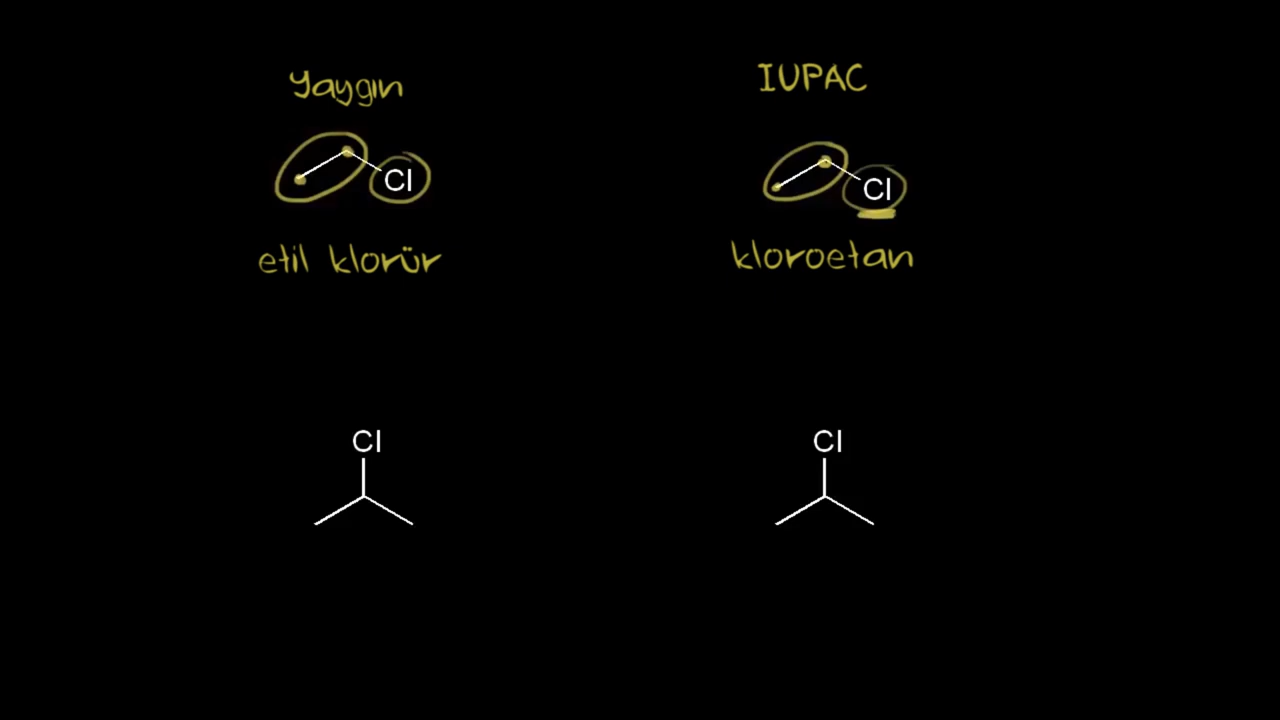 Yaygın
IUPAC
Cl
Cl
etil klorür
kloroetan
Cl
Cl